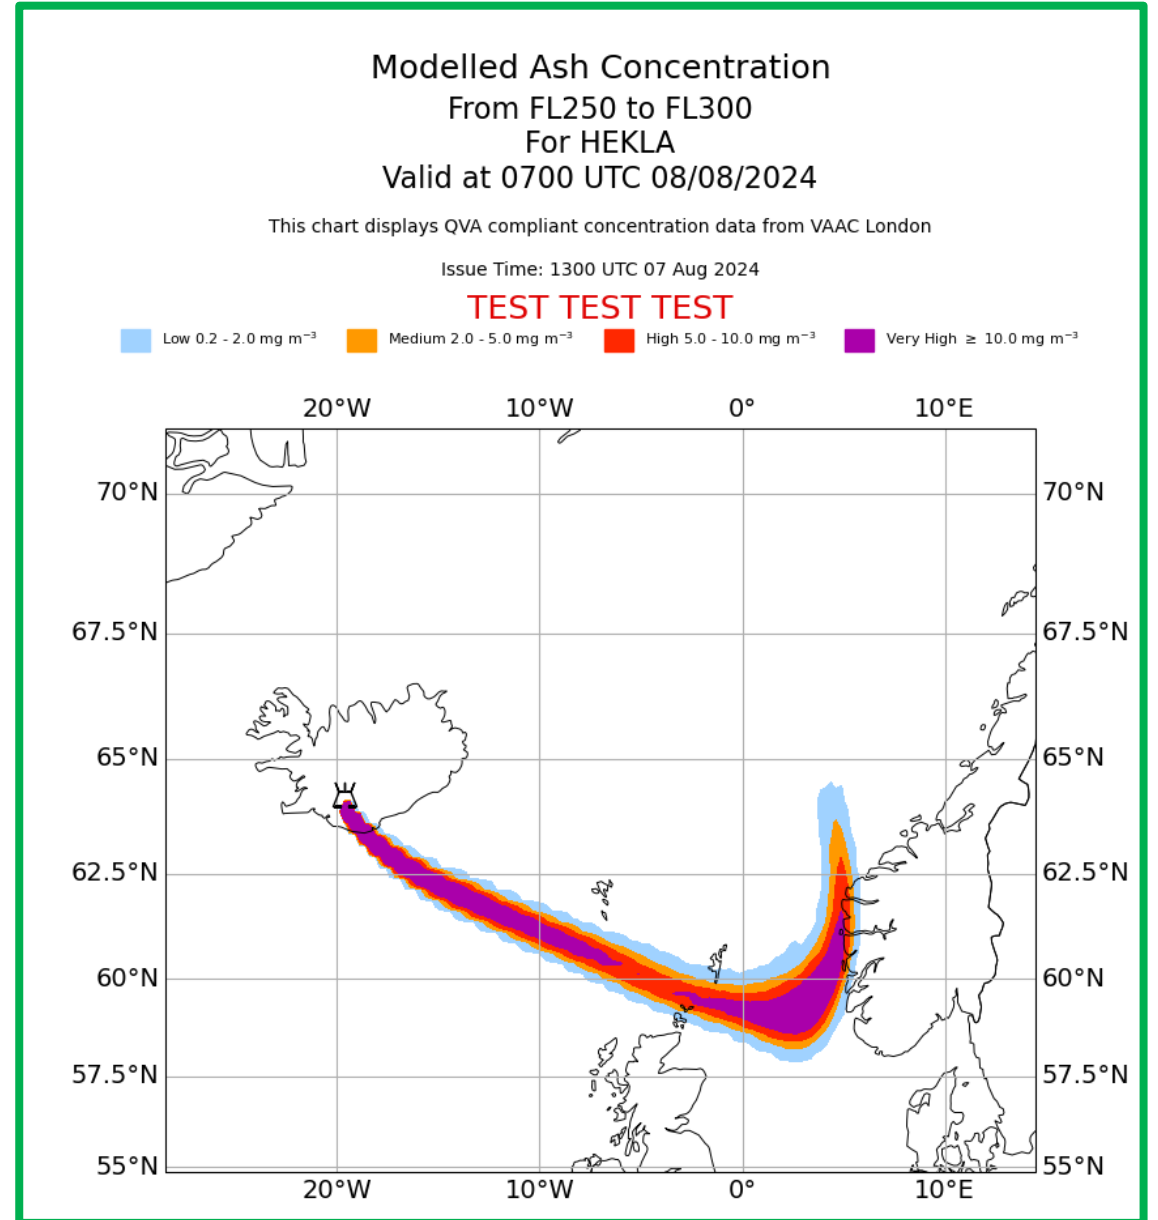 Modelled Ash Concentration
From FL250 to FL300
For HEKLA
Valid at 0700 UTC 08/08/2024
This chart displays QVA compliant concentration data from VAAC London
Issue Time: 1300 UTC 07 Aug 2024
TEST TEST TEST
Low 0.2 - 2.0 mg m⁻³ Medium 2.0 - 5.0 mg m⁻³ High 5.0 - 10.0 mg m⁻³ Very High ≥ 10.0 mg m⁻³
20°W 10°W 0° 10°E
70°N 70°N
67.5°N 67.5°N
65°N 65°N
62.5°N 62.5°N
60°N 60°N
57.5°N 57.5°N
55°N 55°N
20°W 10°W 0° 10°E